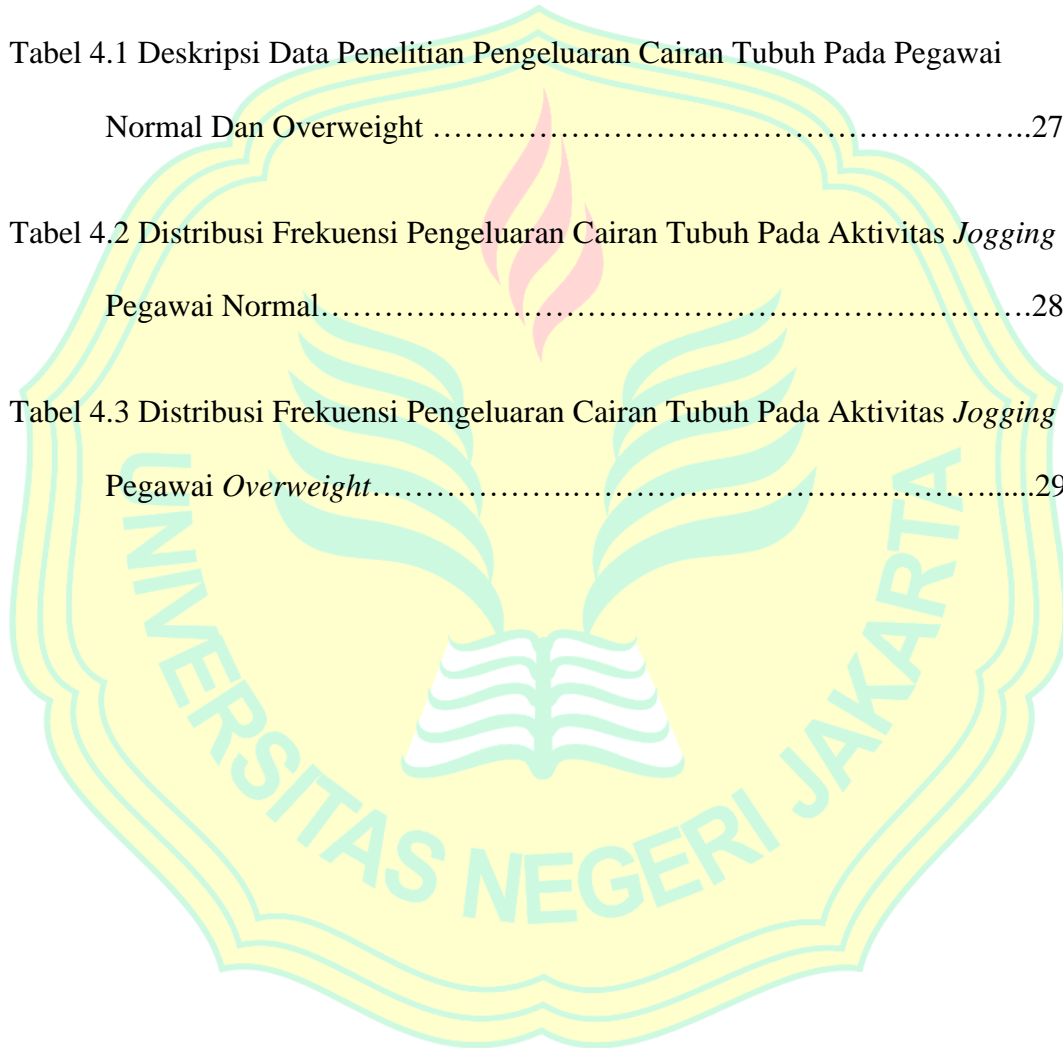 Tabel 4.1 Deskripsi Data Penelitian Pengeluaran Cairan Tubuh Pada Pegawai
Normal Dan Overweight ………………………………………….……..27
Tabel 4.2 Distribusi Frekuensi Pengeluaran Cairan Tubuh Pada Aktivitas Jogging
Pegawai Normal………………………………………………………….28
Tabel 4.3 Distribusi Frekuensi Pengeluaran Cairan Tubuh Pada Aktivitas Jogging
Pegawai Overweight……………….…………………………………......29
UNIVERSITAS NEGERI JAKARTA